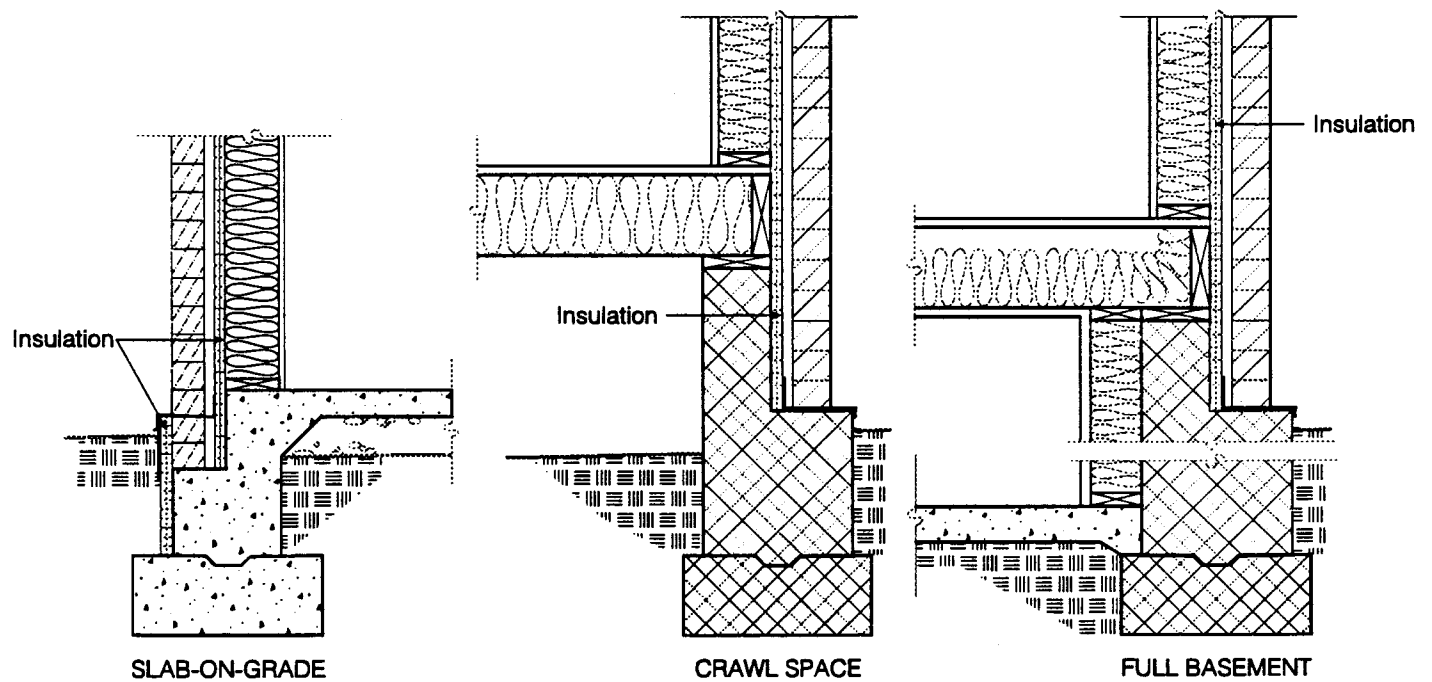 Insulation
Insulation
Insulation
SLAB-ON-GRADE
CRAWL SPACE
FULL BASEMENT